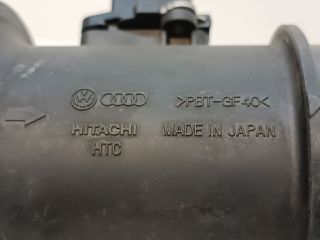 >PBT-GF40<
HITACHI MADE IN JAPAN
HTC